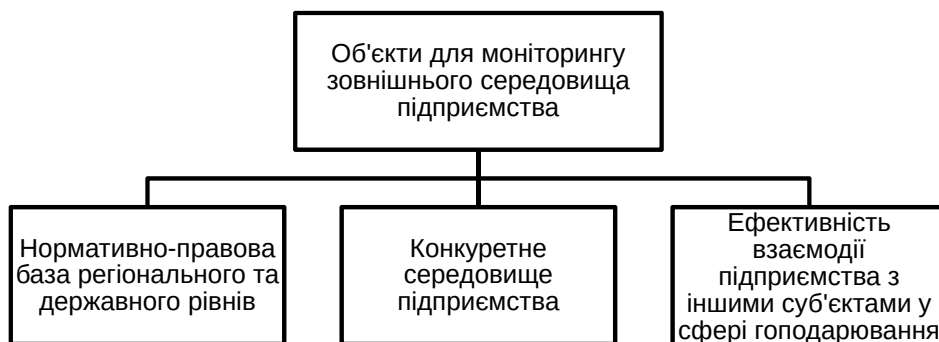 Об'єкти для моніторингу
зовнішнього середовища
підприємства
Нормативно-правова
база регіонального та
державного рівнів
Конкуретне
середовище
підприємства
Ефективність
взаємодії
підприємства з
іншими суб'єктами у
сфері гоподарювання